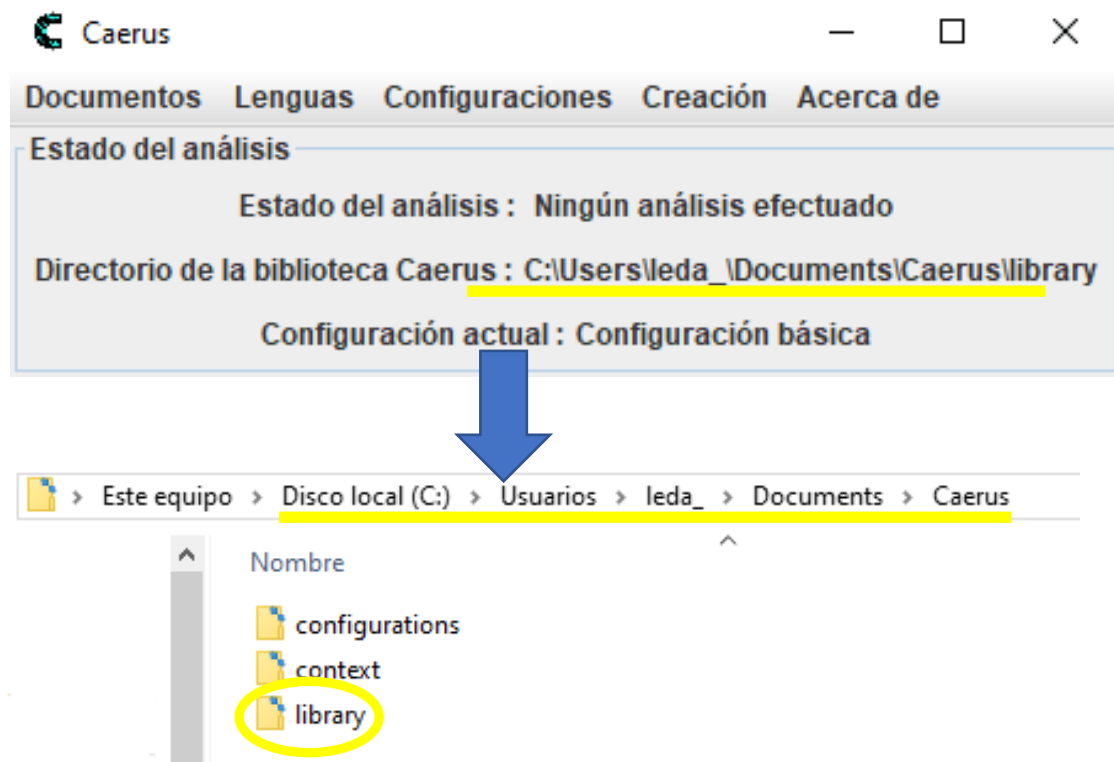 Caerus
Documentos Lenguas Configuraciones Creación Acerca de
Estado del análisis
Estado del análisis : Ningún análisis efectuado
Directorio de la biblioteca Caerus : C:\Users\leda_\Documents\Caerus\library
Configuración actual : Configuración básica
Este equipo > Disco local (C:) > Usuarios > leda_ > Documents > Caerus
Nombre
configurations
context
library